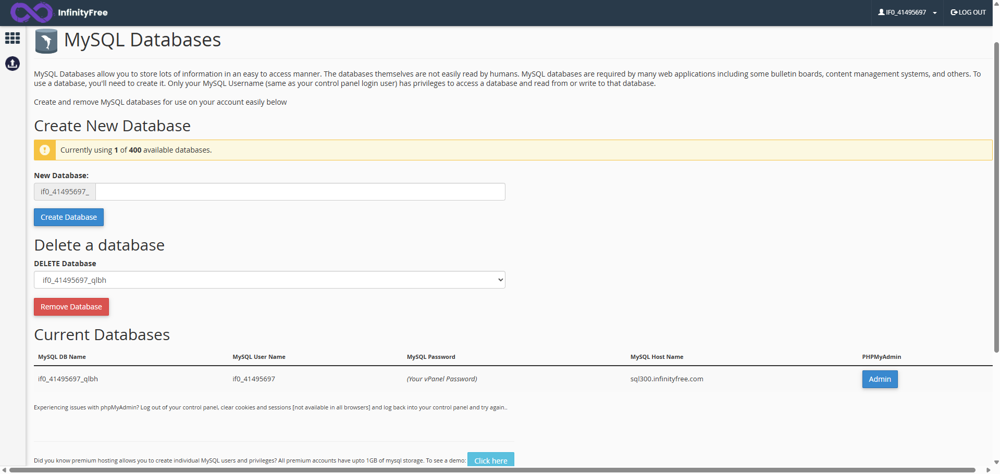 InfinityFree
IF0_41495697
LOG OUT
MySQL Databases
MySQL Databases allow you to store lots of information in an easy to access manner. The databases themselves are not easily read by humans. MySQL databases are required by many web applications including some bulletin boards, content management systems, and others. To
use a database, you'll need to create it. Only your MySQL Username (same as your control panel login user) has privileges to access a database and read from or write to that database.
Create and remove MySQL databases for use on your account easily below
Create New Database
Currently using 1 of 400 available databases.
New Database:
if0_41495697_
Create Database
Delete a database
DELETE Database
if0_41495697_qlbh
Remove Database
Current Databases
MySQL DB Name MySQL User Name MySQL Password MySQL Host Name PHPMyAdmin
if0_41495697_qlbh if0_41495697 (Your vPanel Password) sql300.infinityfree.com Admin
Experiencing issues with phpMyAdmin? Log out of your control panel, clear cookies and sessions [not available in all browsers] and log back into your control panel and try again..
Did you know premium hosting allows you to create individual MySQL users and privileges? All premium accounts have upto 1GB of mysql storage. To see a demo: Click here